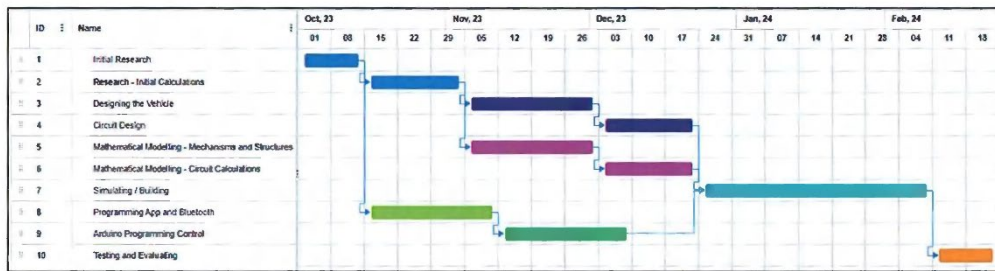 Oct, 23 Nov, 23 Dec, 23 Jan, 24 Feb, 24
ID Name 01 08 15 22 29 05 12 19 26 03 10 17 24 31 07 14 21 28 04 11 18
1 Initial Research
2 Research - Initial Calculations
3 Designing the Vehicle
4 Circuit Design
5 Mathematical Modelling - Mechanisms and Structures
6 Mathematical Modelling - Circuit Calculations
7 Simulating / Building
8 Programming App and Bluetooth
9 Arduino Programming Control
10 Testing and Evaluating